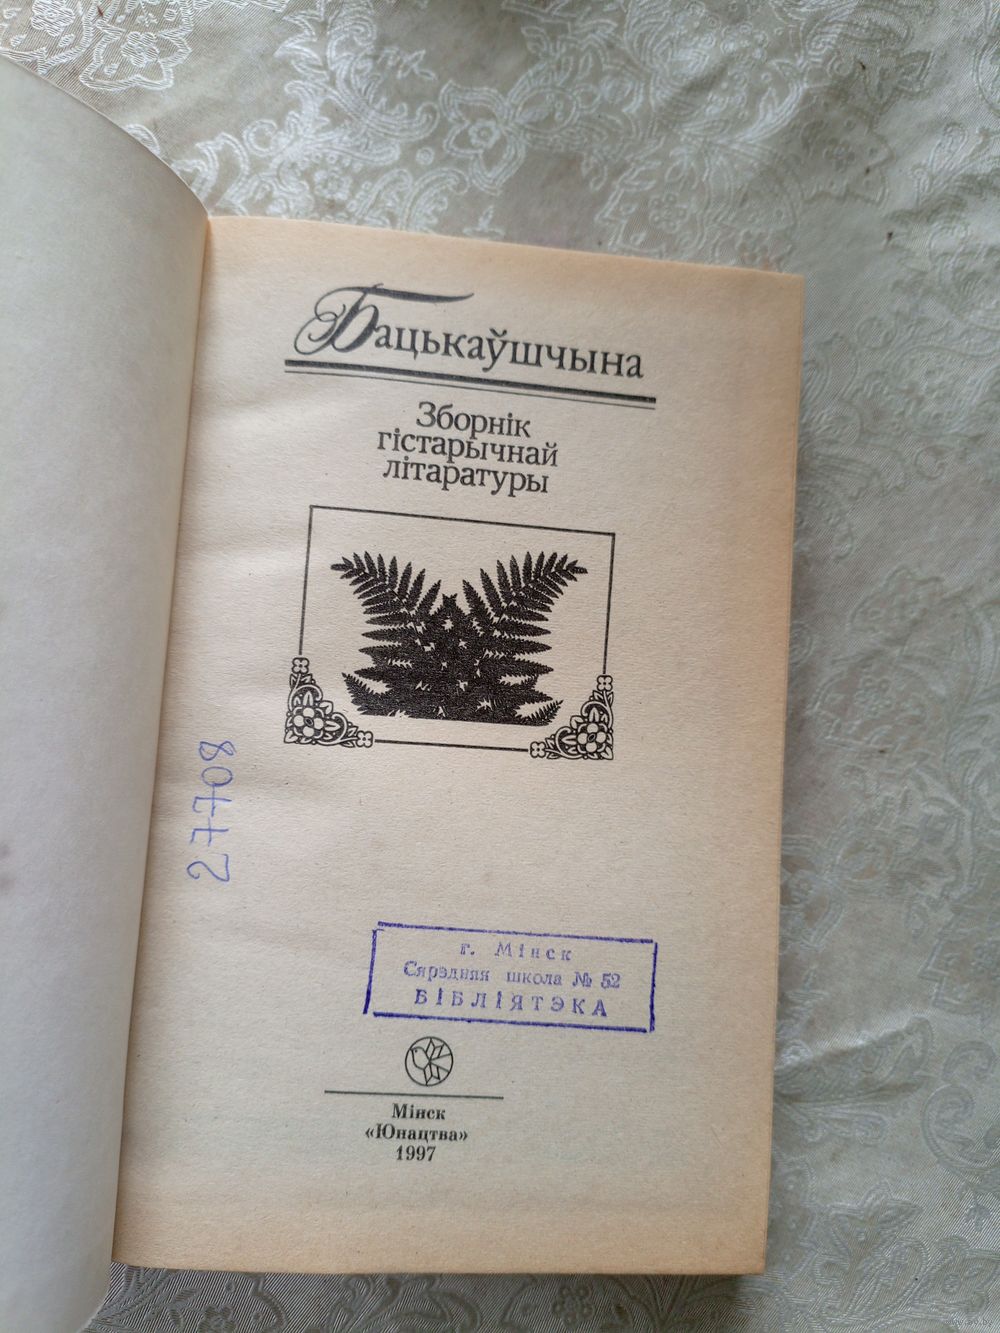 Бацькаўшчына
Зборнік
гістарычнай
літаратуры
27708
г. Мінск
Сярэдняя школа № 52
БІБЛІЯТЭКА
Мінск
«Юнацтва»
1997